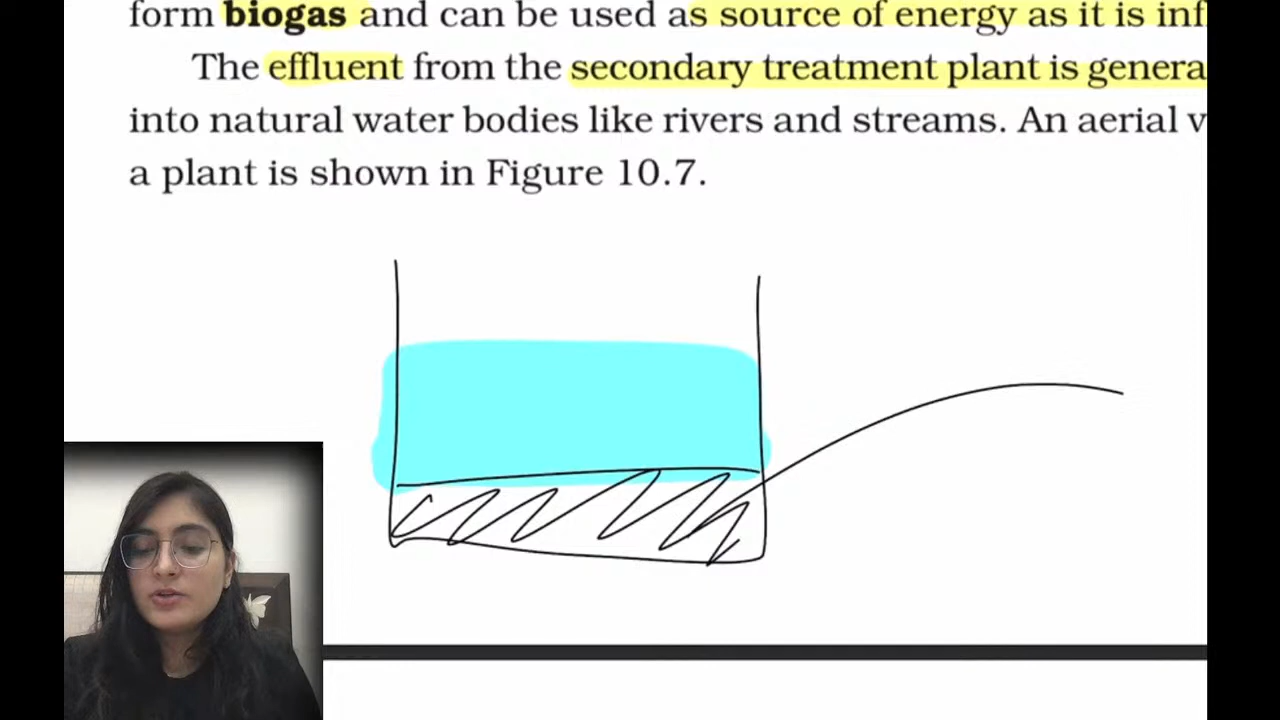 form biogas and can be used as source of energy as it is inf
The effluent from the secondary treatment plant is genera
into natural water bodies like rivers and streams. An aerial v
a plant is shown in Figure 10.7.